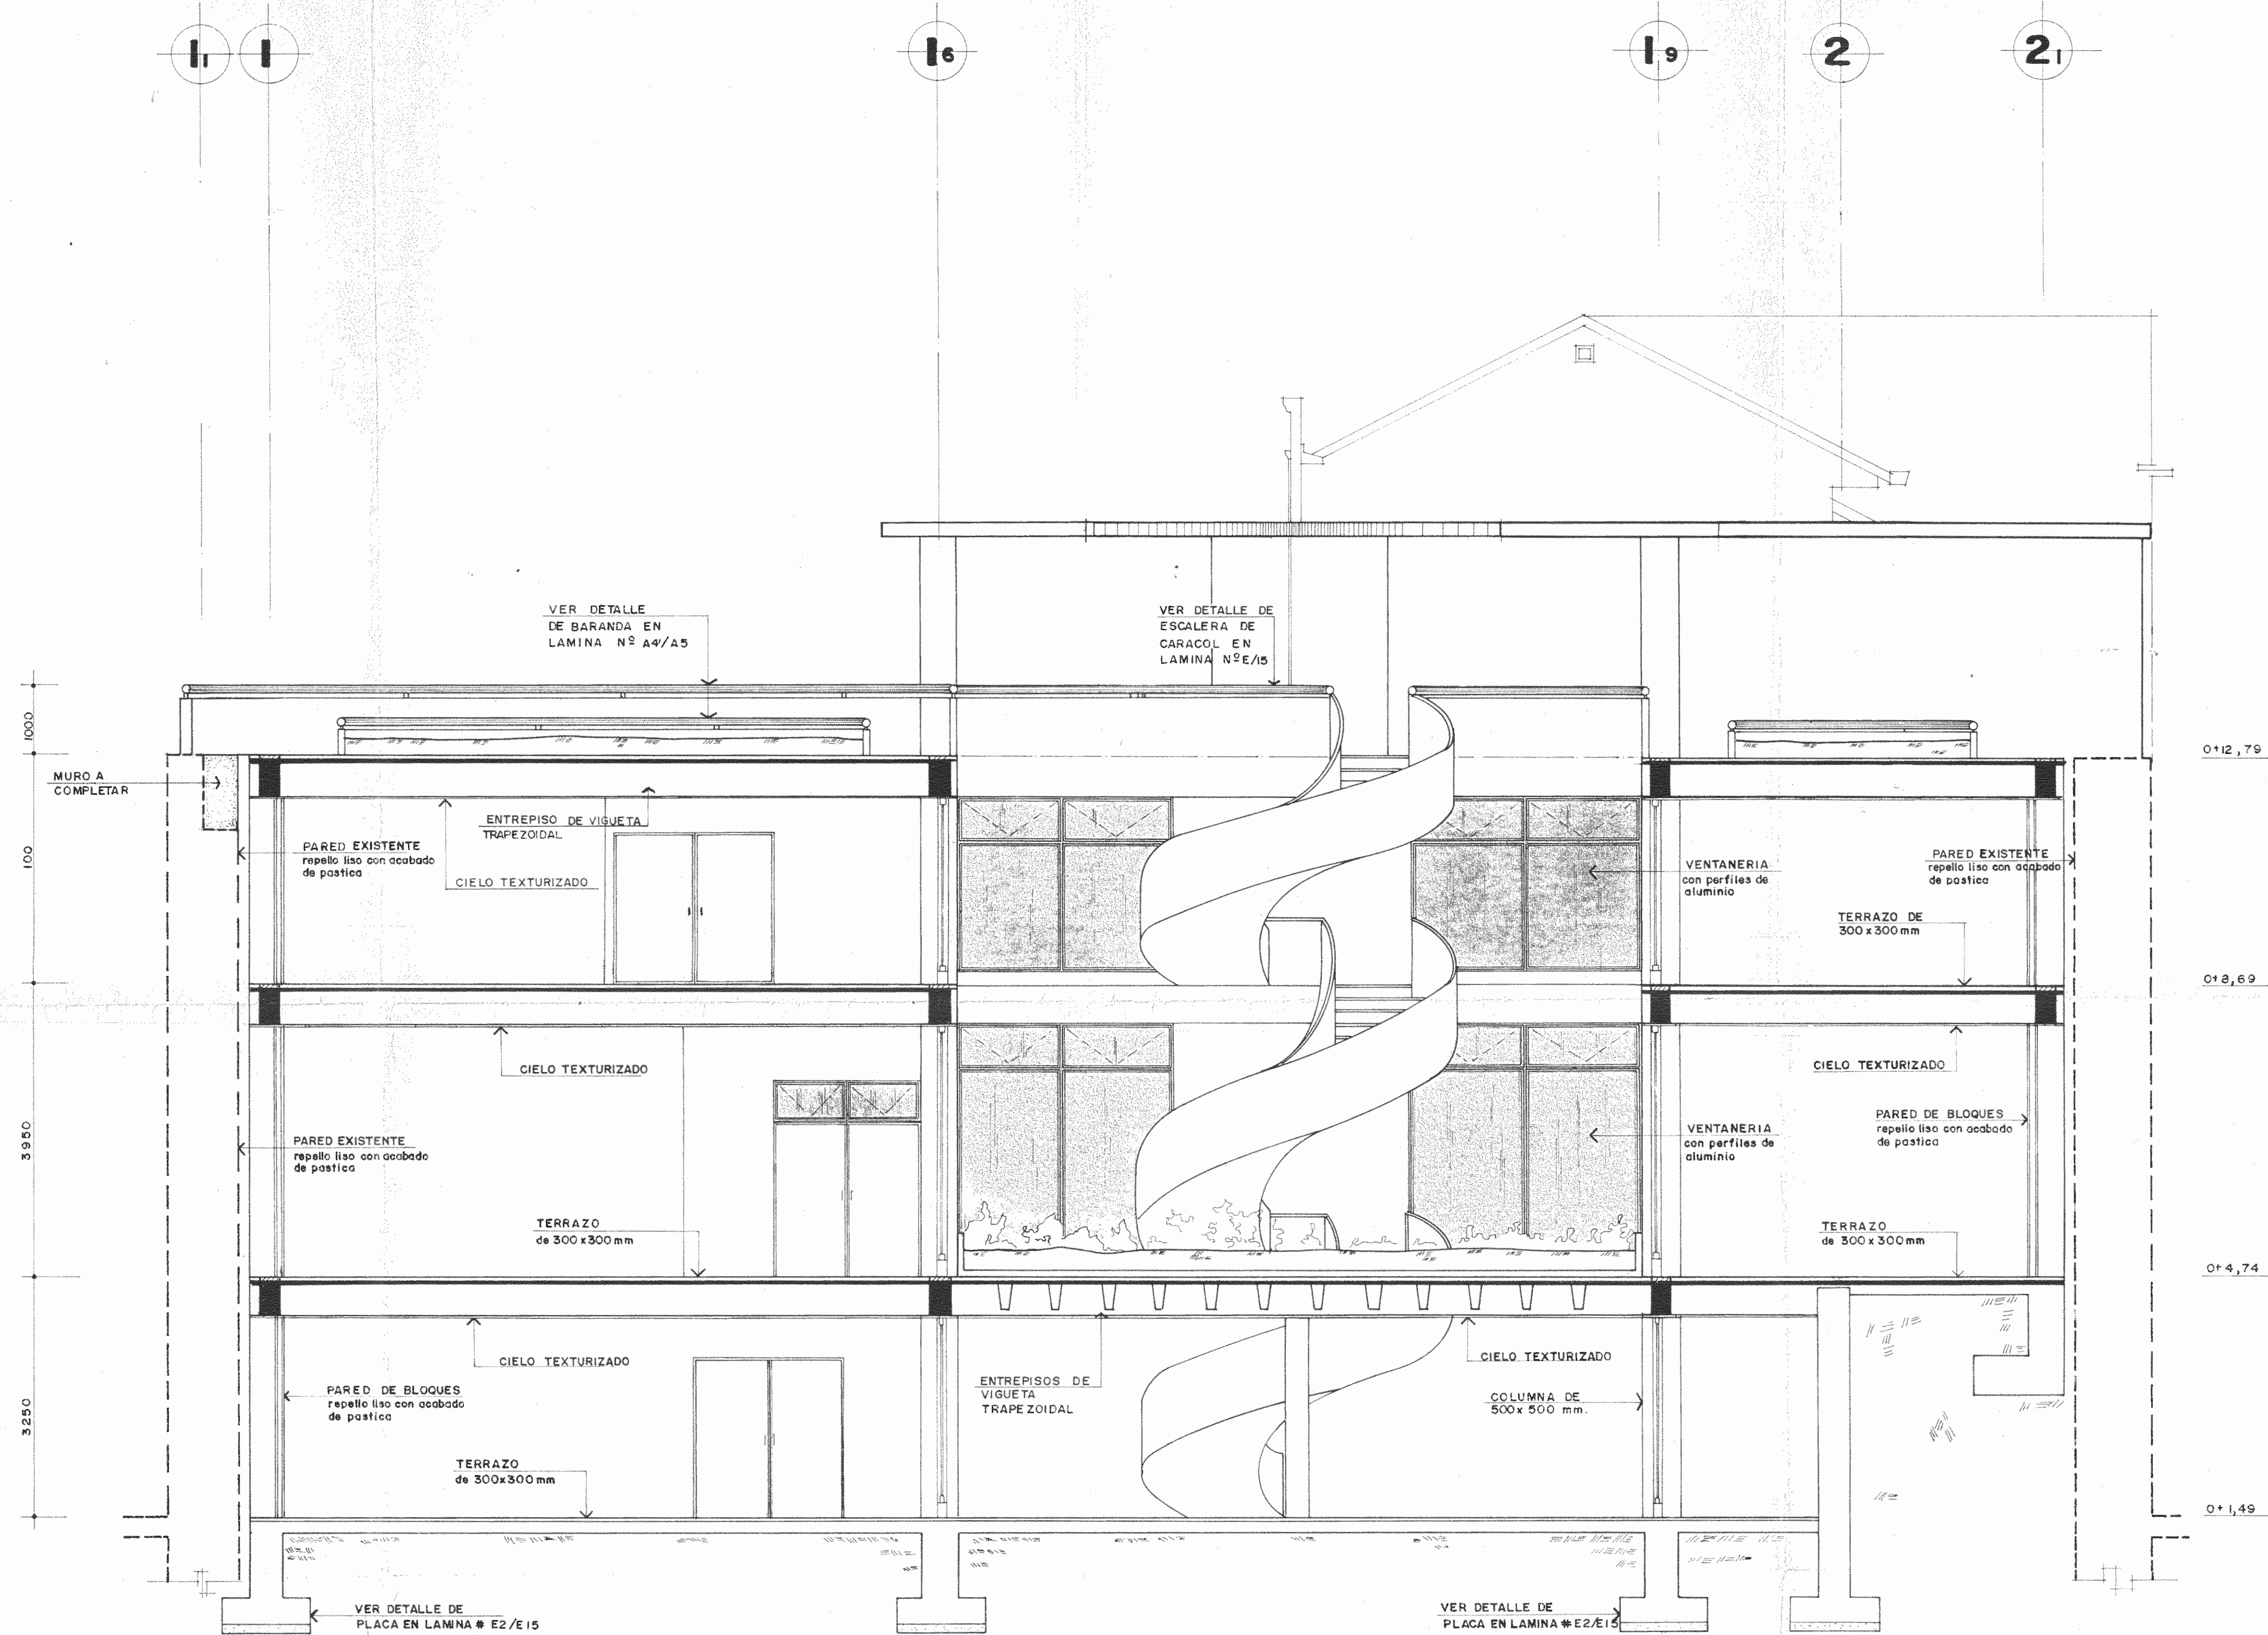 1₁ 1 1₆ 1₉ 2 2₁
VER DETALLE
DE BARANDA EN
LAMINA Nº A4'/A5
VER DETALLE DE
ESCALERA DE
CARACOL EN
LAMINA Nº E/15
1000
0+12,79
MURO A
COMPLETAR
ENTREPISO DE VIGUETA
TRAPEZOIDAL
PARED EXISTENTE
repello liso con acabado
de pastica
100
CIELO TEXTURIZADO
VENTANERIA
con perfiles de
aluminio
PARED EXISTENTE
repello liso con acabado
de pastica
TERRAZO DE
300 x 300 mm
0+8,69
CIELO TEXTURIZADO
CIELO TEXTURIZADO
3950
PARED EXISTENTE
repello liso con acabado
de pastica
VENTANERIA
con perfiles de
aluminio
PARED DE BLOQUES
repello liso con acabado
de pastica
TERRAZO
de 300 x 300 mm
TERRAZO
de 300 x 300 mm
0+4,74
CIELO TEXTURIZADO
CIELO TEXTURIZADO
3250
PARED DE BLOQUES
repello liso con acabado
de pastica
ENTREPISOS DE
VIGUETA
TRAPEZOIDAL
COLUMNA DE
500 x 500 mm.
TERRAZO
de 300x300 mm
0+1,49
VER DETALLE DE
PLACA EN LAMINA # E2/E15
VER DETALLE DE
PLACA EN LAMINA # E2/E15